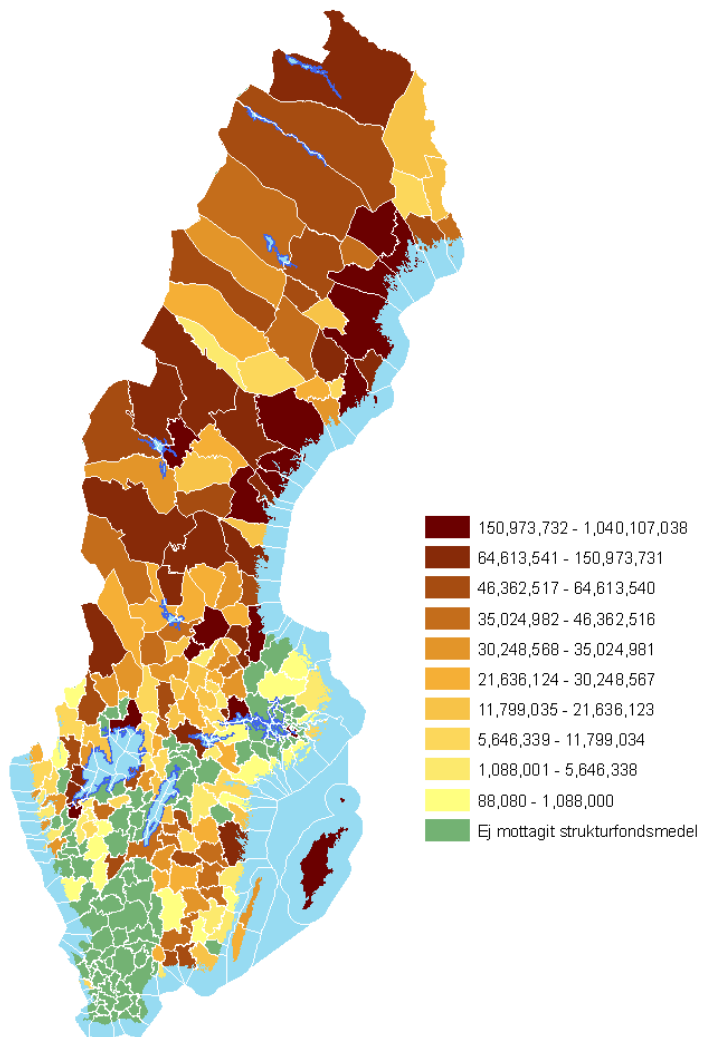 150,973,732 - 1,040,107,038
64,613,541 - 150,973,731
46,362,517 - 64,613,540
35,024,982 - 46,362,516
30,248,568 - 35,024,981
21,636,124 - 30,248,567
11,799,035 - 21,636,123
5,646,339 - 11,799,034
1,088,001 - 5,646,338
88,080 - 1,088,000
Ej mottagit strukturfondsmedel